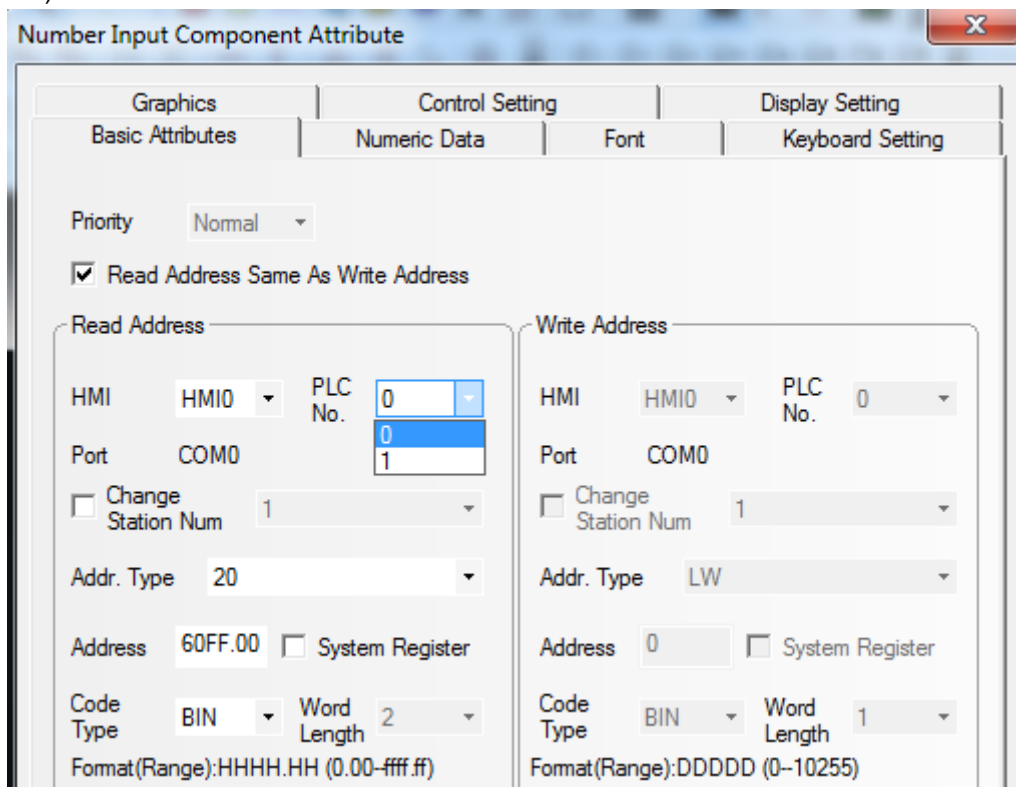 )
Number Input Component Attribute
X
Graphics Control Setting Display Setting
Basic Attributes Numeric Data Font Keyboard Setting
Priority Normal
Read Address Same As Write Address
Read Address
HMI HMI0 PLC No. 0
0
1
Port COM0
Change Station Num 1
Addr. Type 20
Address 60FF.00 System Register
Code Type BIN Word Length 2
Format(Range):HHHH.HH (0.00--ffff.ff)
Write Address
HMI HMI0 PLC No. 0
Port COM0
Change Station Num 1
Addr. Type LW
Address 0 System Register
Code Type BIN Word Length 1
Format(Range):DDDDD (0--10255)